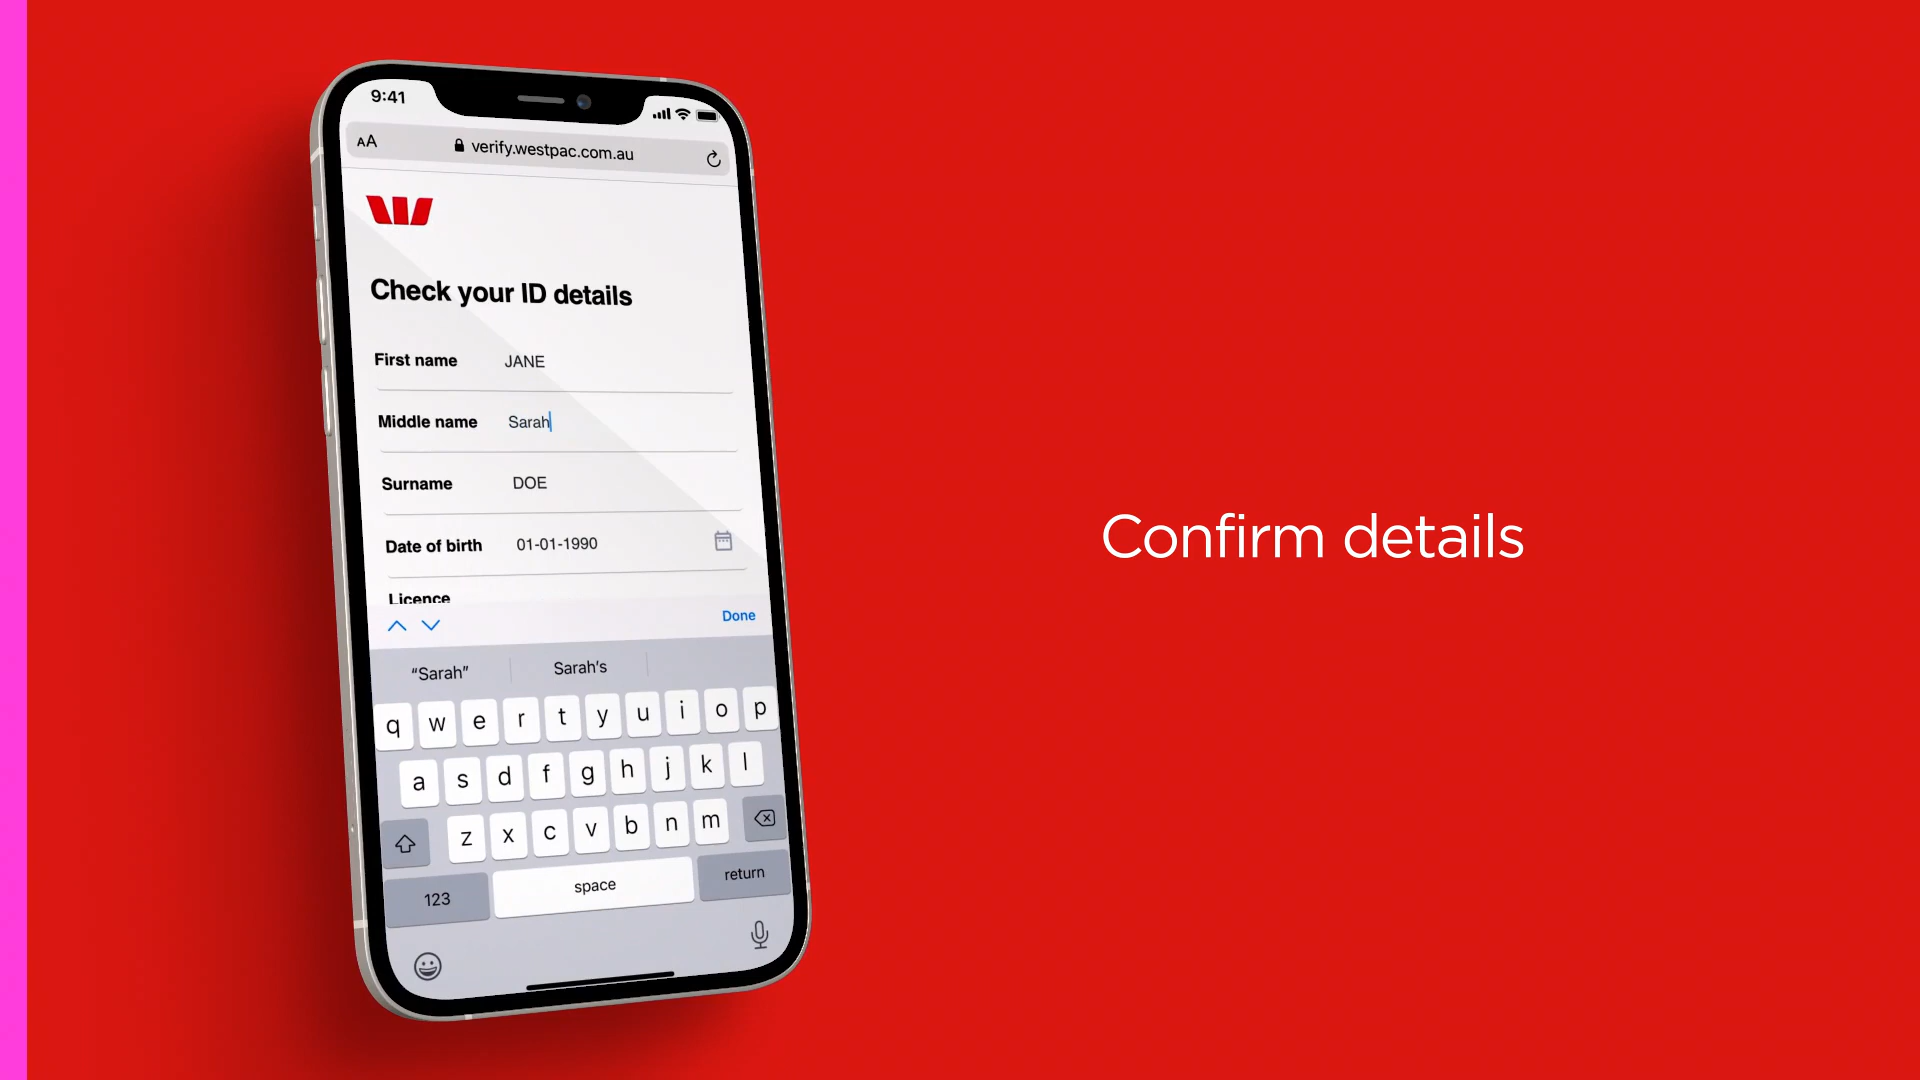 9:41
AA verify.westpac.com.au
Check your ID details
First name JANE
Middle name Sarah
Surname DOE
Date of birth 01-01-1990
Licence
Done
“Sarah” Sarah’s
q w e r t y u i o p
a s d f g h j k l
z x c v b n m
123 space return
Confirm details